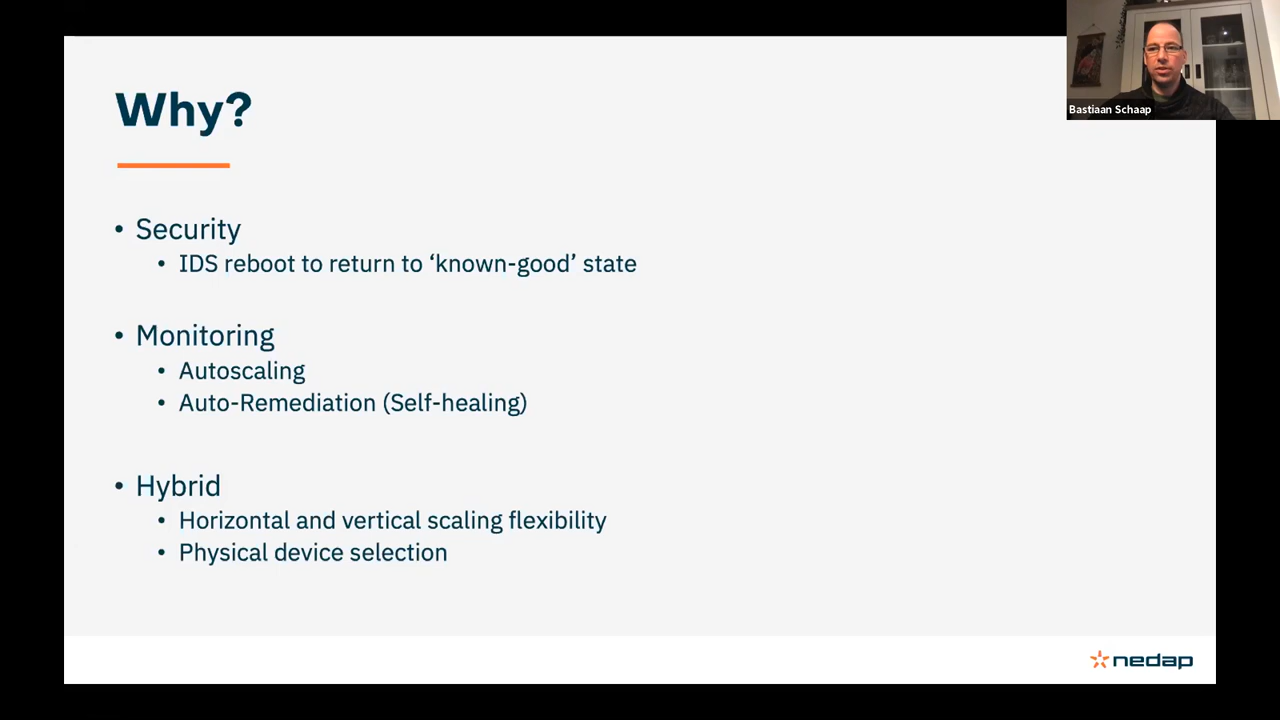 Why?
• Security
• IDS reboot to return to ‘known-good’ state
• Monitoring
• Autoscaling
• Auto-Remediation (Self-healing)
• Hybrid
• Horizontal and vertical scaling flexibility
• Physical device selection
Bastiaan Schaap
nedap